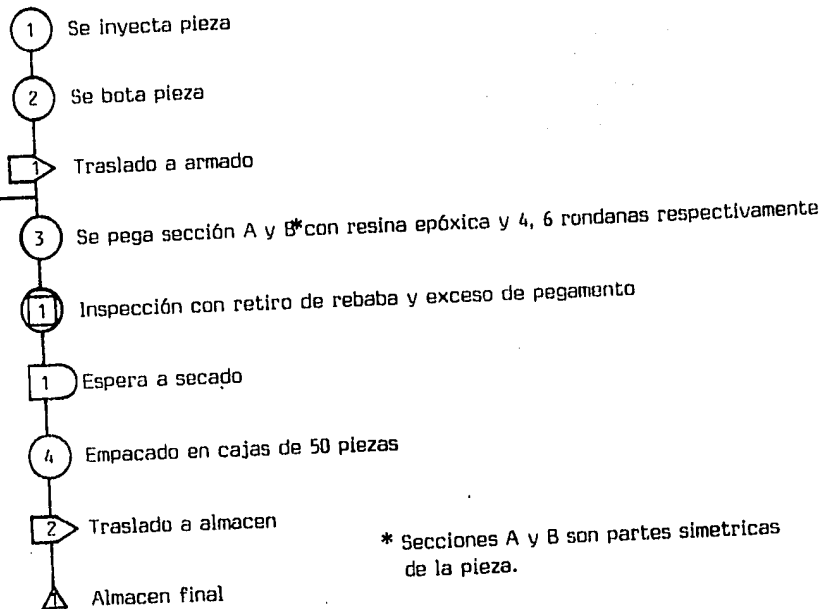 1 Se inyecta pieza
2 Se bota pieza
1 Traslado a armado
3 Se pega sección A y B*con resina epóxica y 4, 6 rondanas respectivamente
1 Inspección con retiro de rebaba y exceso de pegamento
1 Espera a secado
4 Empacado en cajas de 50 piezas
2 Traslado a almacen
* Secciones A y B son partes simetricas
de la pieza.
1 Almacen final